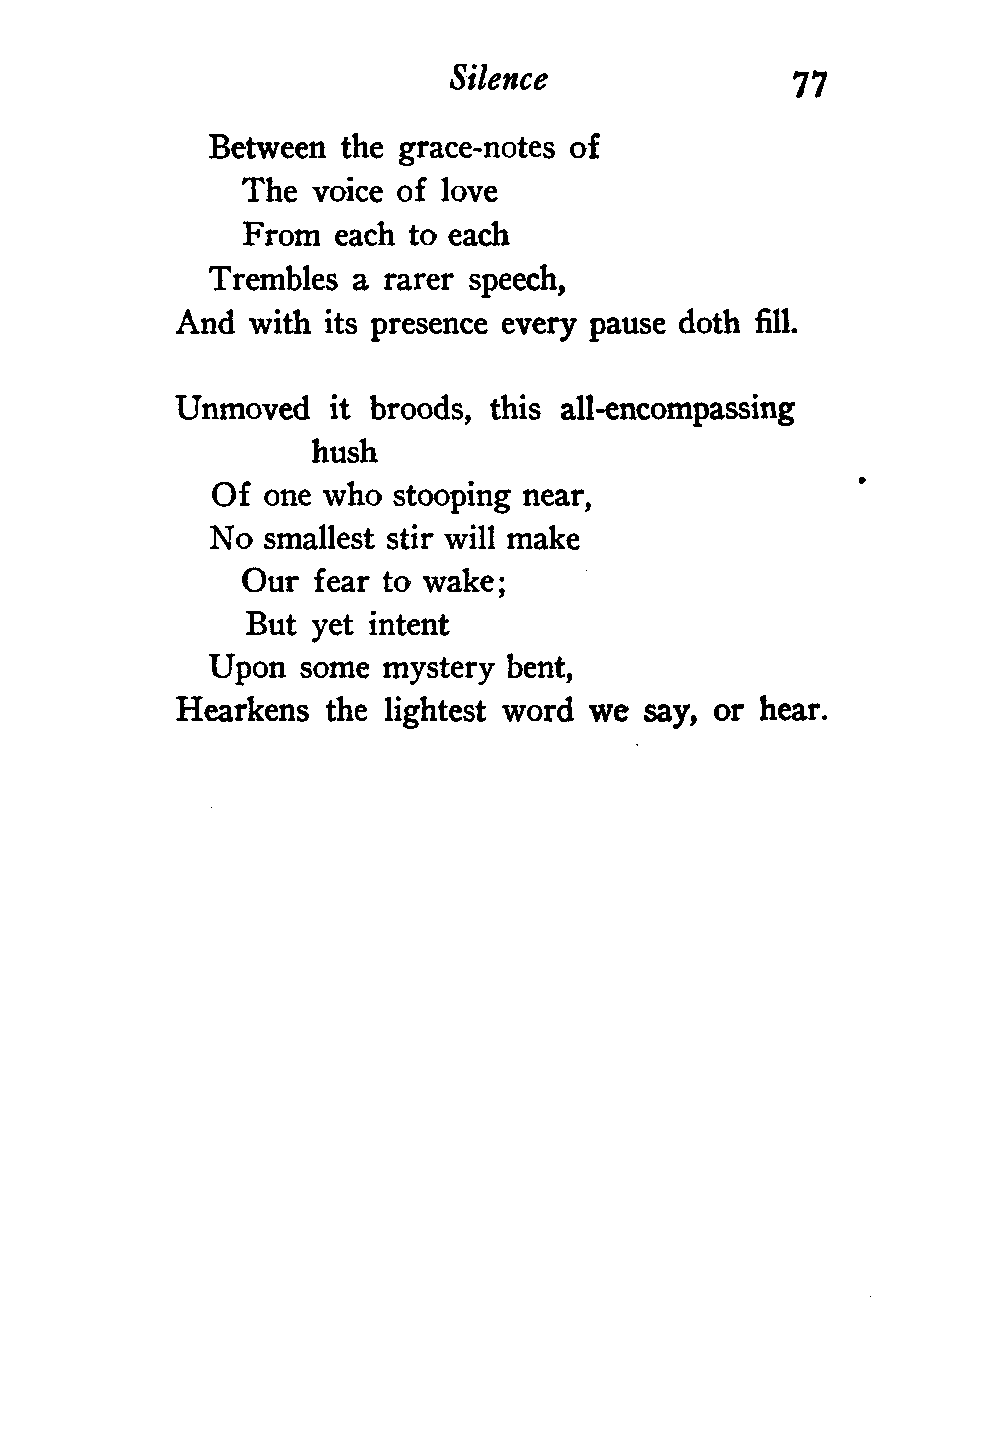 Silence 77
Between the grace-notes of
The voice of love
From each to each
Trembles a rarer speech,
And with its presence every pause doth fill.
Unmoved it broods, this all-encompassing
hush
Of one who stooping near,
No smallest stir will make
Our fear to wake;
But yet intent
Upon some mystery bent,
Hearkens the lightest word we say, or hear.